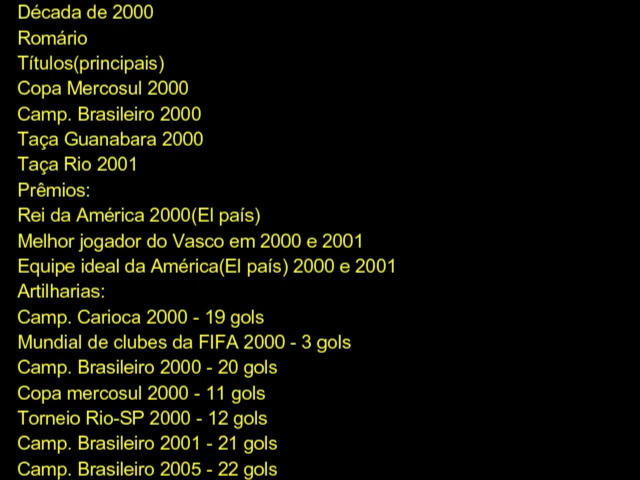 Década de 2000
Romário
Títulos(principais)
Copa Mercosul 2000
Camp. Brasileiro 2000
Taça Guanabara 2000
Taça Rio 2001
Prêmios:
Rei da América 2000(El país)
Melhor jogador do Vasco em 2000 e 2001
Equipe ideal da América(El país) 2000 e 2001
Artilharias:
Camp. Carioca 2000 - 19 gols
Mundial de clubes da FIFA 2000 - 3 gols
Camp. Brasileiro 2000 - 20 gols
Copa mercosul 2000 - 11 gols
Torneio Rio-SP 2000 - 12 gols
Camp. Brasileiro 2001 - 21 gols
Camp. Brasileiro 2005 - 22 gols